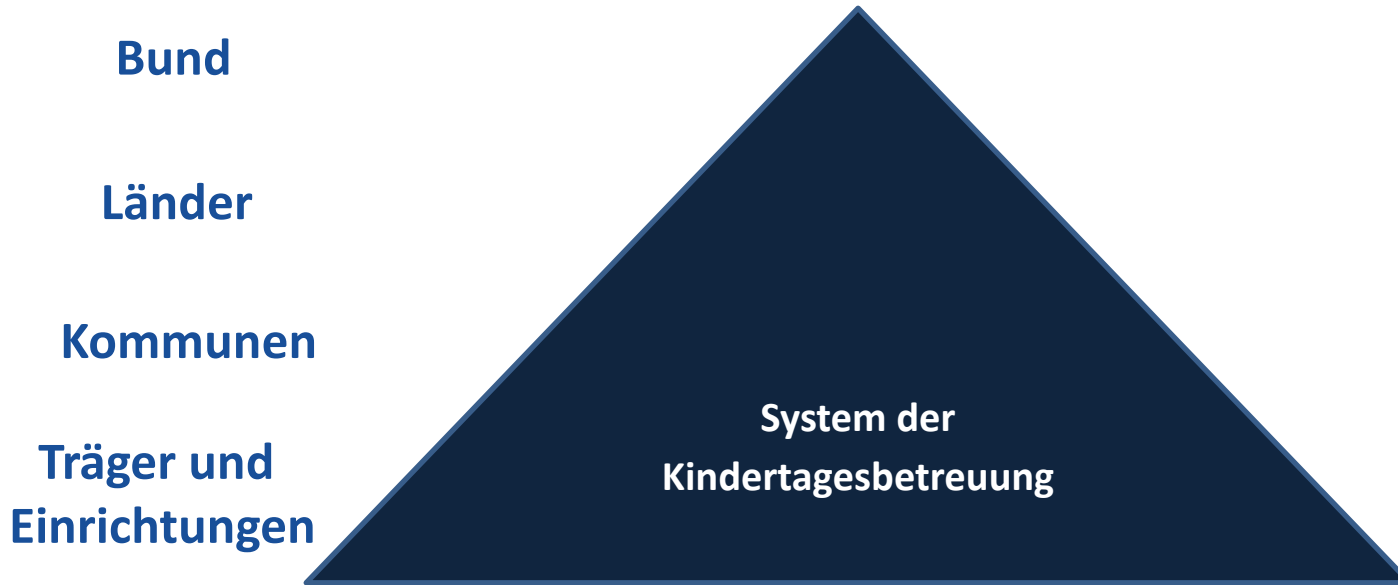 Bund
Länder
Kommunen
Träger und
Einrichtungen
System der
Kindertagesbetreuung